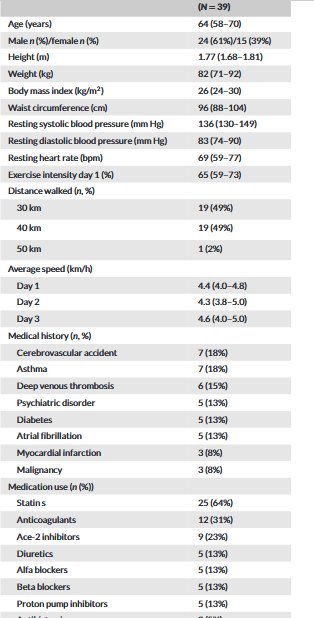 (N = 39)
Age (years) 64 (58–70)
Male n (%)/female n (%) 24 (61%)/15 (39%)
Height (m) 1.77 (1.68–1.81)
Weight (kg) 82 (71–92)
Body mass index (kg/m²) 26 (24–30)
Waist circumference (cm) 96 (88–104)
Resting systolic blood pressure (mm Hg) 136 (130–149)
Resting diastolic blood pressure (mm Hg) 83 (74–90)
Resting heart rate (bpm) 69 (59–77)
Exercise intensity day 1 (%) 65 (59–73)
Distance walked (n, %)
30 km 19 (49%)
40 km 19 (49%)
50 km 1 (2%)
Average speed (km/h)
Day 1 4.4 (4.0–4.8)
Day 2 4.3 (3.8–5.0)
Day 3 4.6 (4.0–5.0)
Medical history (n, %)
Cerebrovascular accident 7 (18%)
Asthma 7 (18%)
Deep venous thrombosis 6 (15%)
Psychiatric disorder 5 (13%)
Diabetes 5 (13%)
Atrial fibrillation 5 (13%)
Myocardial infarction 3 (8%)
Malignancy 3 (8%)
Medication use (n (%))
Statins 25 (64%)
Anticoagulants 12 (31%)
Ace-2 inhibitors 9 (23%)
Diuretics 5 (13%)
Alfa blockers 5 (13%)
Beta blockers 5 (13%)
Proton pump inhibitors 5 (13%)